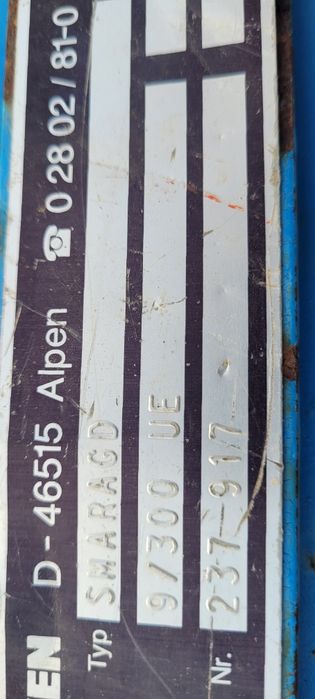 EN D-46515 Alpen ☎ 0 28 02 / 81-0
Typ SMARAGD
9/300 UE
Nr. 237 917